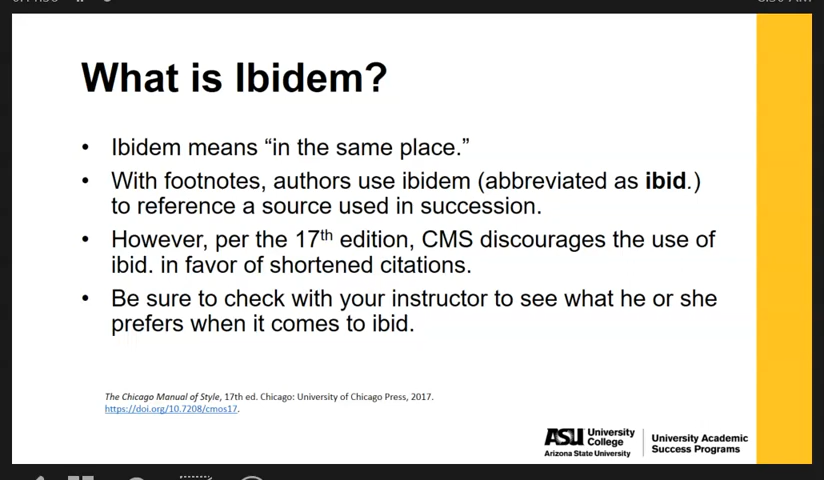 What is Ibidem?
• Ibidem means “in the same place.”
• With footnotes, authors use ibidem (abbreviated as ibid.)
to reference a source used in succession.
• However, per the 17th edition, CMS discourages the use of
ibid. in favor of shortened citations.
• Be sure to check with your instructor to see what he or she
prefers when it comes to ibid.
The Chicago Manual of Style, 17th ed. Chicago: University of Chicago Press, 2017.
https://doi.org/10.7208/cmos17.
ASU University
College
Arizona State University
University Academic
Success Programs